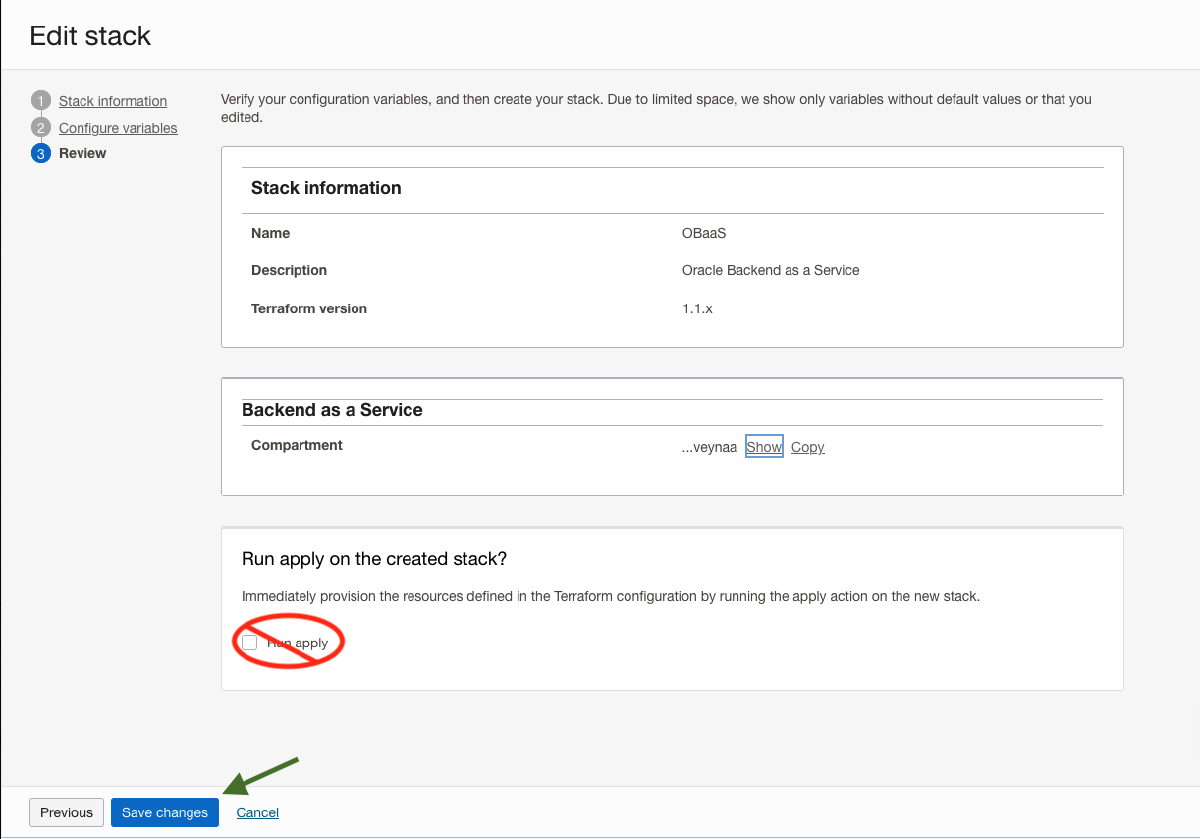 Edit stack
1 Stack information
2 Configure variables
3 Review
Verify your configuration variables, and then create your stack. Due to limited space, we show only variables without default values or that you
edited.
Stack information
Name OBaaS
Description Oracle Backend as a Service
Terraform version 1.1.x
Backend as a Service
Compartment ...veynaa Show Copy
Run apply on the created stack?
Immediately provision the resources defined in the Terraform configuration by running the apply action on the new stack.
Run apply
Previous Save changes Cancel